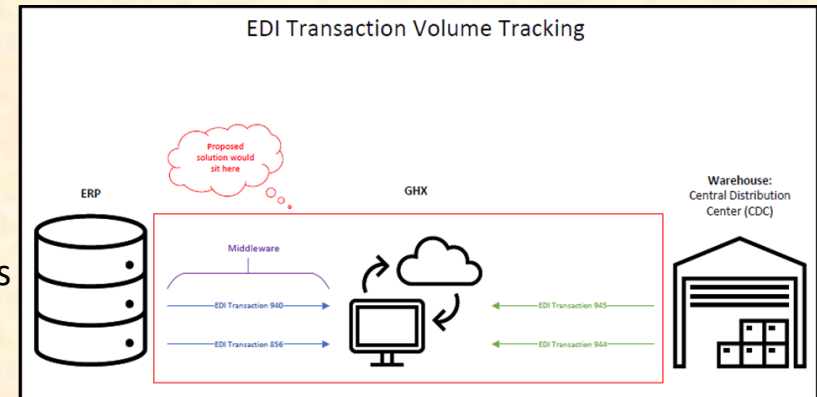 EDI Transaction Volume Tracking
Proposed
solution would
sit here
ERP
GHX
Warehouse:
Central Distribution
Center (CDC)
Middleware
s
EDI Transaction 940
EDI Transaction 945
EDI Transaction 856
EDI Transaction 944